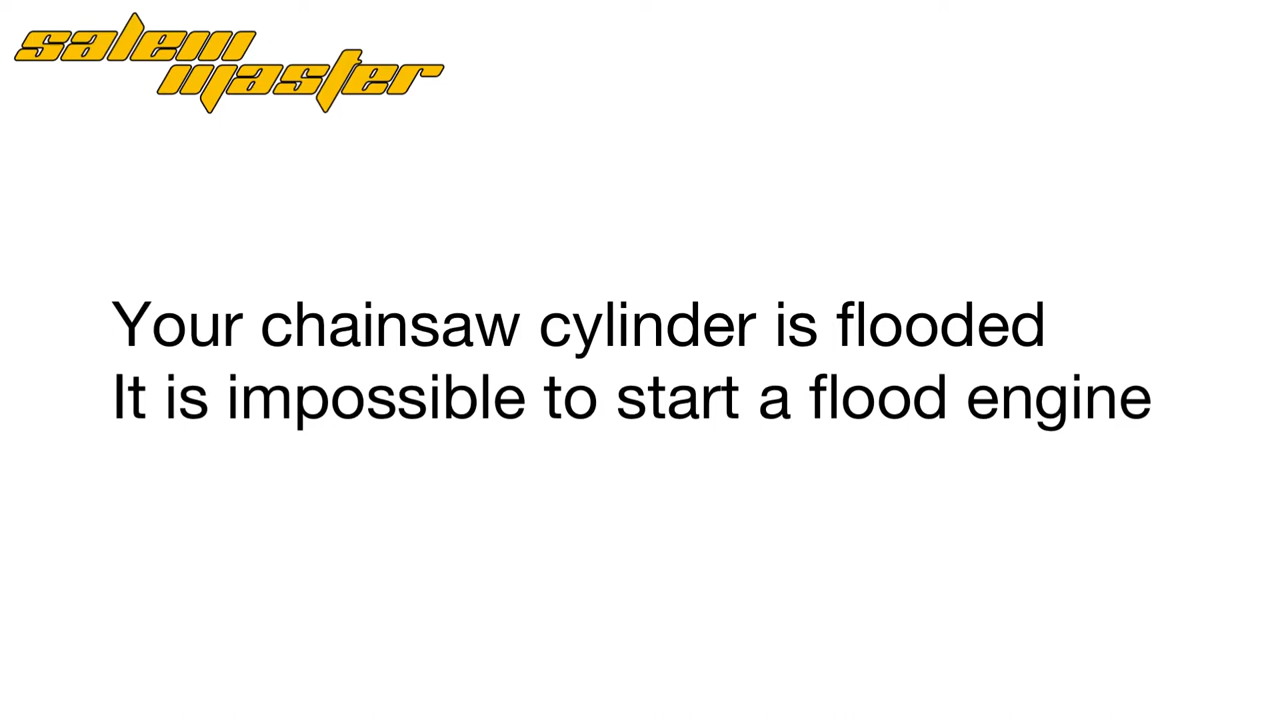 salem
master
Your chainsaw cylinder is flooded
It is impossible to start a flood engine